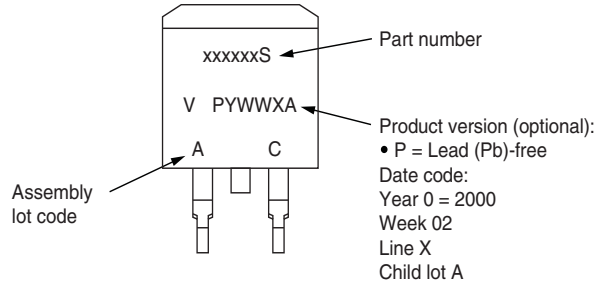 xxxxxxS
Part number
V PYWWXA
A C
Assembly
lot code
Product version (optional):
• P = Lead (Pb)-free
Date code:
Year 0 = 2000
Week 02
Line X
Child lot A